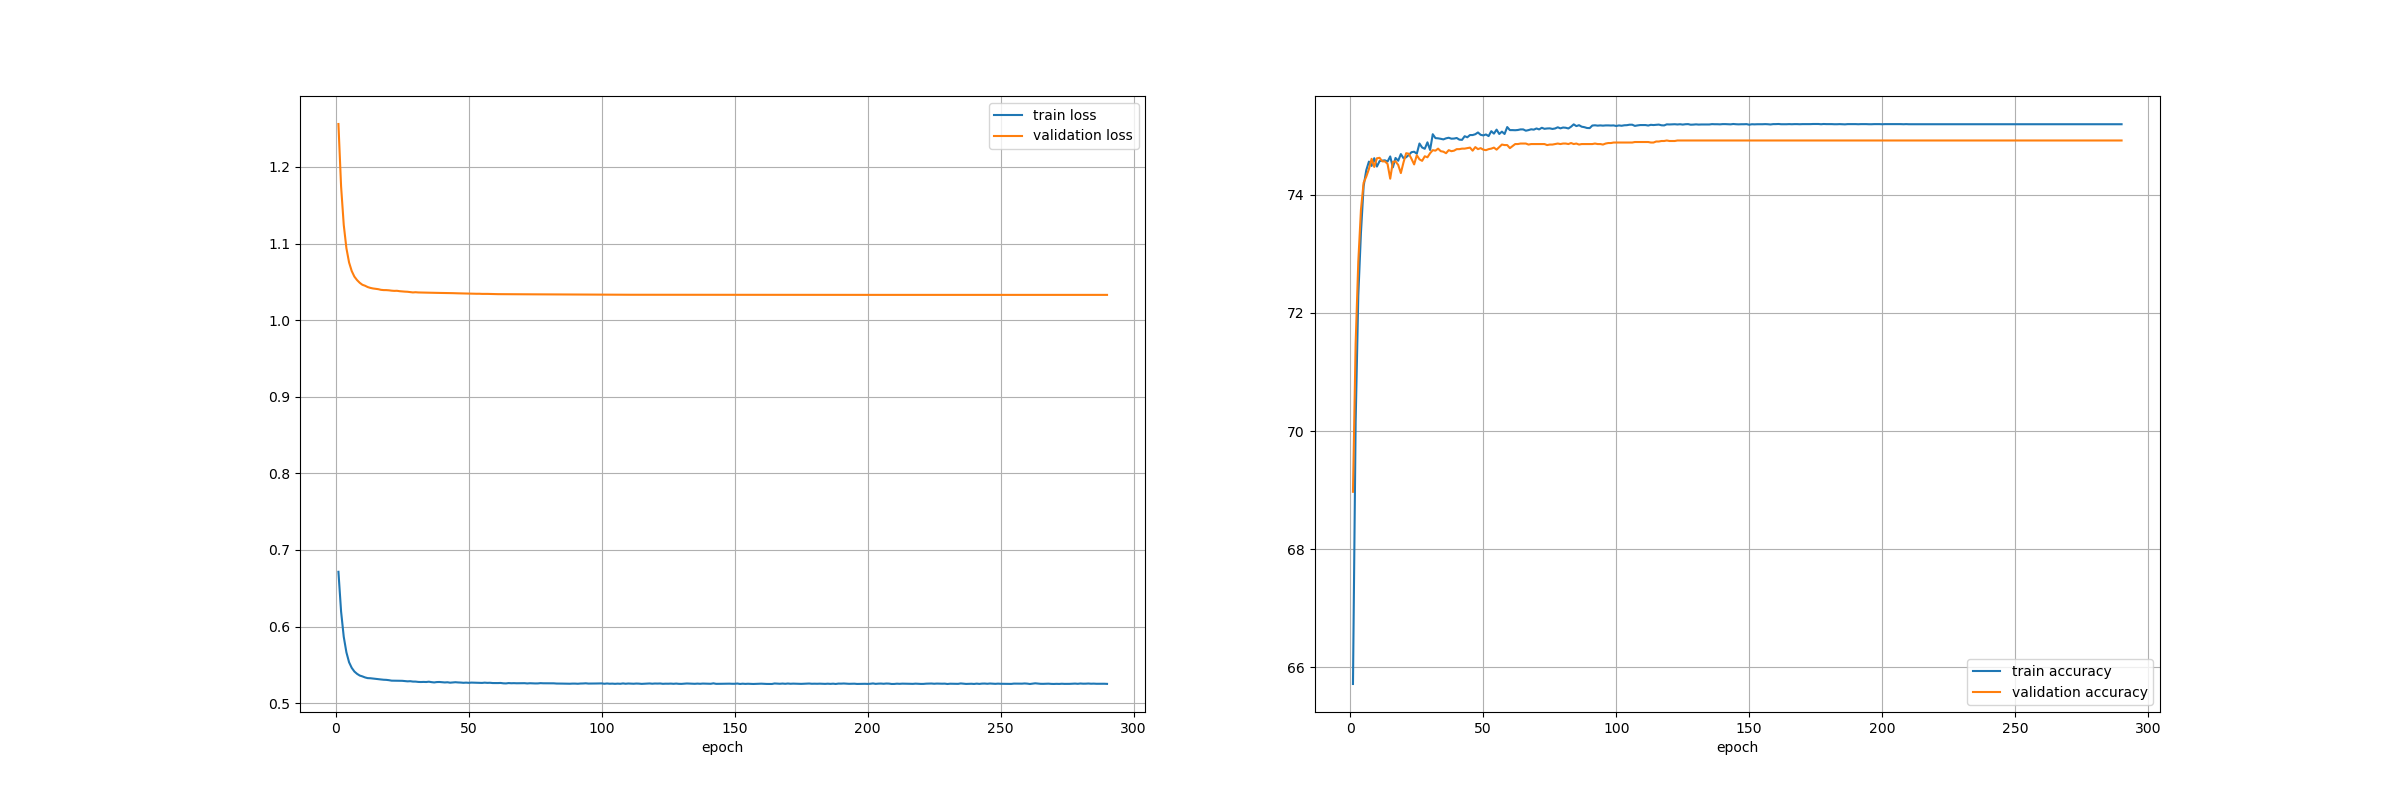 train loss
validation loss
1.2
1.1
1.0
0.9
0.8
0.7
0.6
0.5
0 50 100 150 200 250 300
epoch
74
72
70
68
66
train accuracy
validation accuracy
0 50 100 150 200 250 300
epoch